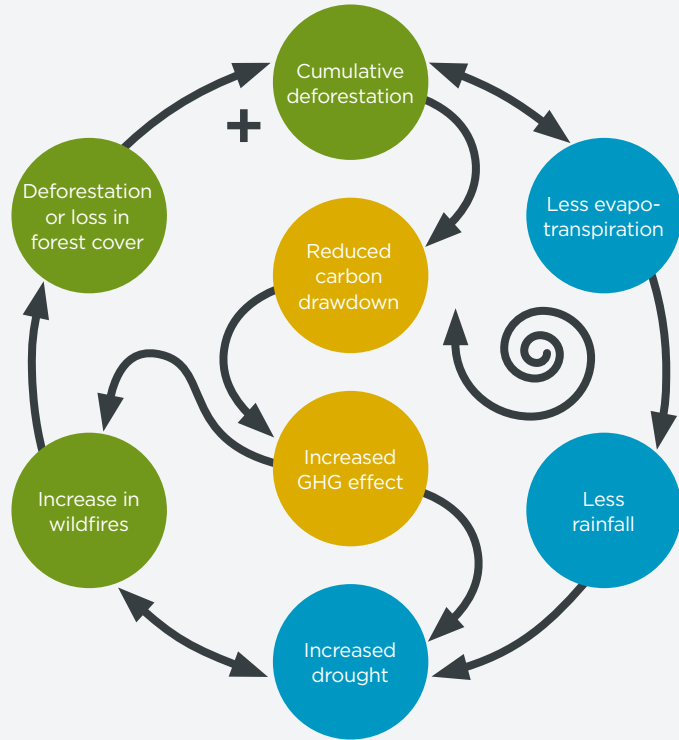 Cumulative
deforestation
+
Deforestation
or loss in
forest cover
Less evapo-
transpiration
Reduced
carbon
drawdown
Increased
GHG effect
Increase in
wildfires
Less
rainfall
Increased
drought